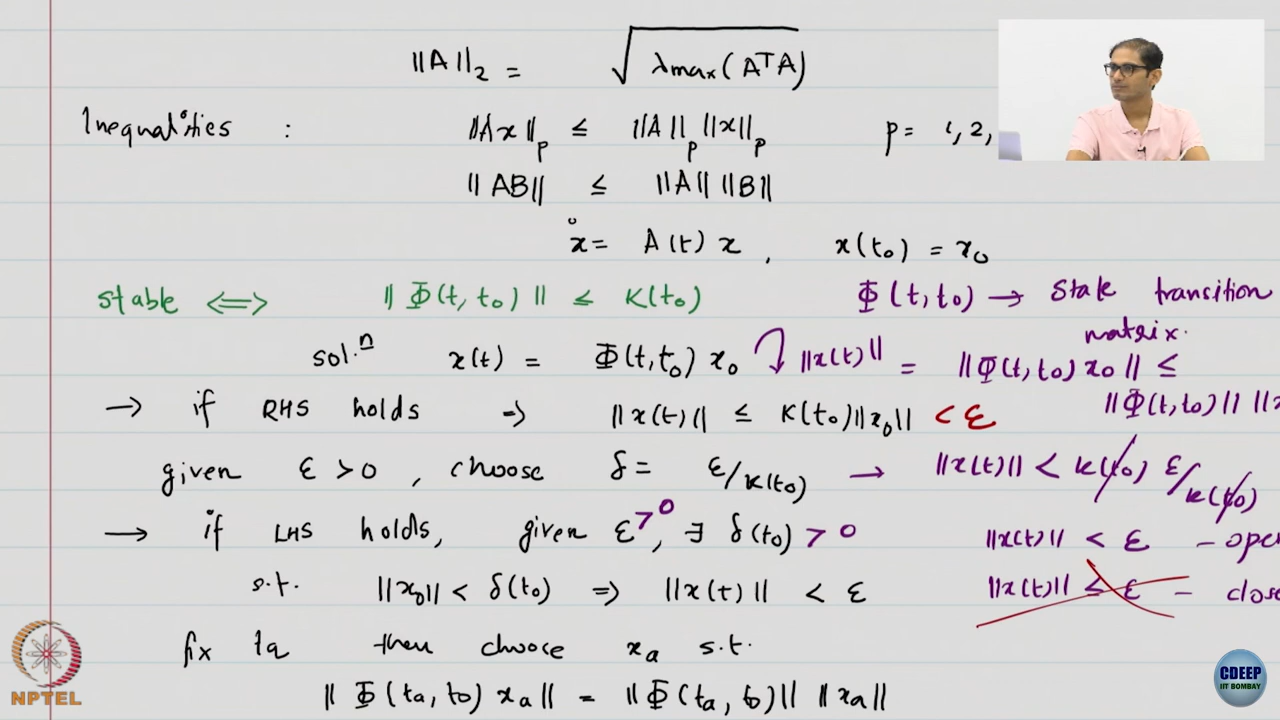 ||A||₂ = √λmax(AᵀA)
Inequalities : ||Ax||ₚ ≤ ||A||ₚ ||x||ₚ p = 1, 2,
||AB|| ≤ ||A|| ||B||
ẋ = A(t) x , x(t₀) = x₀
stable ⟺ ||Φ(t, t₀)|| ≤ K(t₀) Φ(t, t₀) → state transition
matrix.
sol.ⁿ x(t) = Φ(t, t₀) x₀ ||x(t)|| = ||Φ(t, t₀) x₀|| ≤
||Φ(t, t₀)||
→ if RHS holds ⇒ ||x(t)|| ≤ K(t₀)||x₀|| < ε
given ε > 0 , choose δ = ε/K(t₀) → ||x(t)|| < K(t₀) ε/K(t₀)
→ if LHS holds, given ε > 0, ∃ δ(t₀) > 0 ||x(t)|| < ε –
s.t. ||x₀|| < δ(t₀) ⇒ ||x(t)|| < ε ||x(t)|| ≤ ε –
fix ta then choose xa s.t.
||Φ(ta, t₀) xa|| = ||Φ(ta, t₀)|| ||xa||
NPTEL
CDEEP
IIT BOMBAY